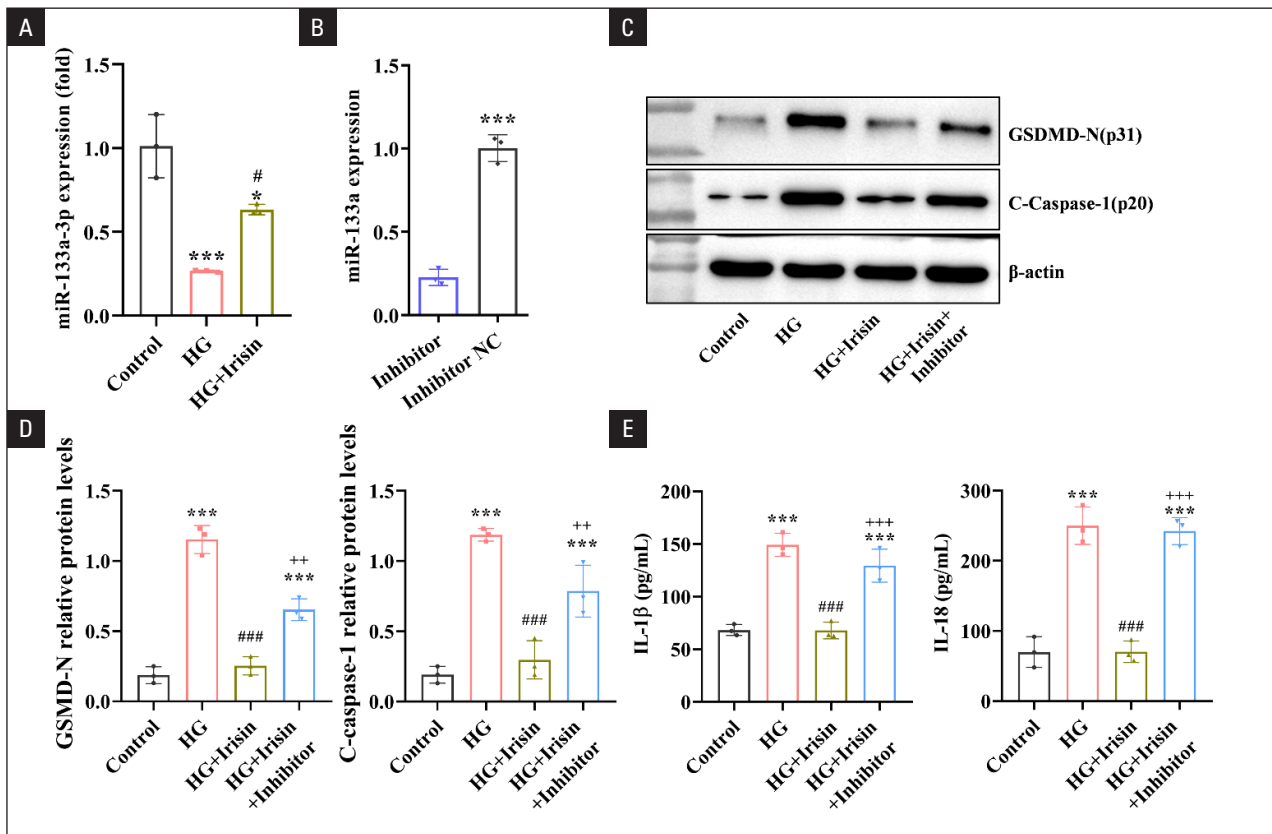 A
miR-133a-3p expression (fold)
1.5
1.0
0.5
0.0
***
#
*
Control
HG
HG+Irisin
B
miR-133a expression
1.5
1.0
0.5
0.0
***
Inhibitor
Inhibitor NC
C
GSDMD-N(p31)
C-Caspase-1(p20)
β-actin
Control
HG
HG+Irisin
HG+Irisin+
Inhibitor
D
GSMD-N relative protein levels
1.5
1.0
0.5
0.0
***
###
++
***
Control
HG
HG+Irisin
HG+Irisin
+Inhibitor
C-caspase-1 relative protein levels
1.5
1.0
0.5
0.0
***
###
++
***
Control
HG
HG+Irisin
HG+Irisin
+Inhibitor
E
IL-1β (pg/mL)
200
150
100
50
0
***
###
+++
***
Control
HG
HG+Irisin
HG+Irisin
+Inhibitor
IL-18 (pg/mL)
300
200
100
0
***
###
+++
***
Control
HG
HG+Irisin
HG+Irisin
+Inhibitor